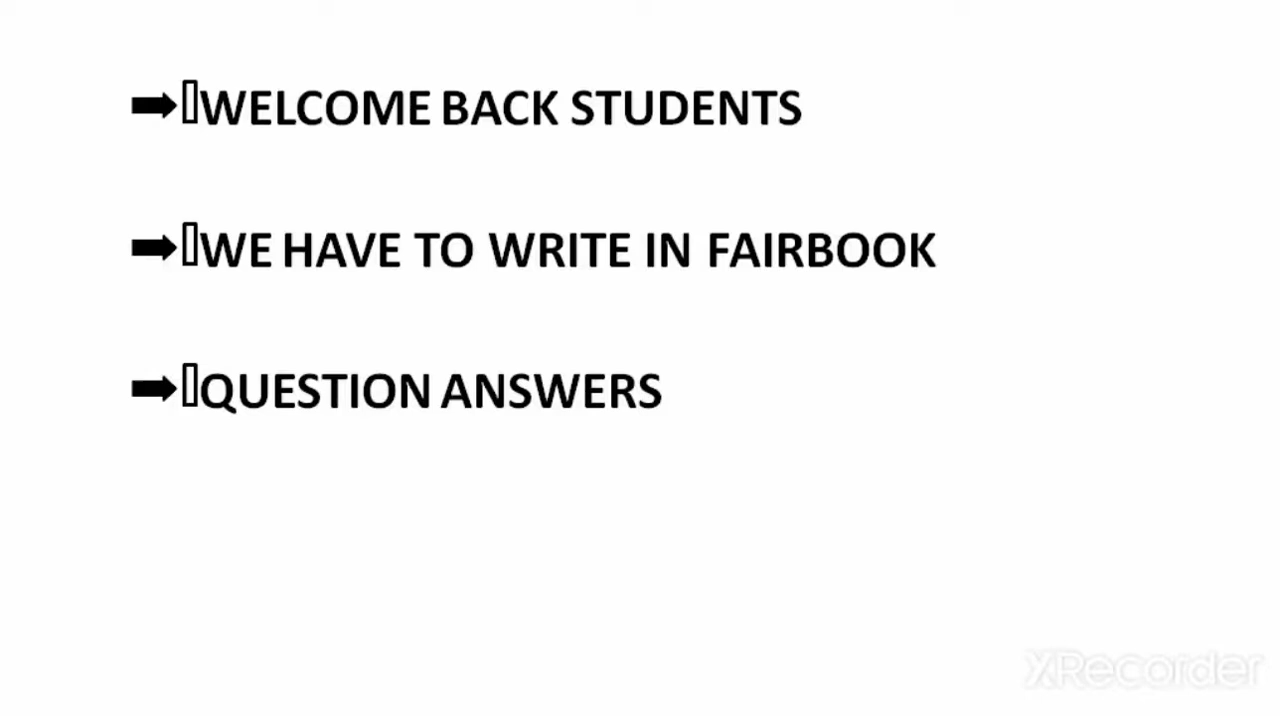 ➡WELCOME BACK STUDENTS
➡WE HAVE TO WRITE IN FAIRBOOK
➡QUESTION ANSWERS
XRecorder